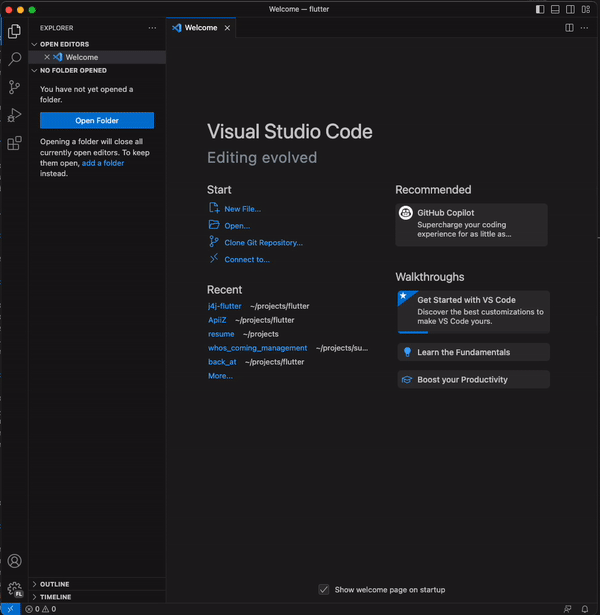 Welcome — flutter
EXPLORER
OPEN EDITORS
Welcome
NO FOLDER OPENED
You have not yet opened a
folder.
Open Folder
Opening a folder will close all
currently open editors. To keep
them open, add a folder
instead.
OUTLINE
TIMELINE
Welcome
Visual Studio Code
Editing evolved
Start
New File...
Open...
Clone Git Repository...
Connect to...
Recent
j4j-flutter ~/projects/flutter
ApiIZ ~/projects/flutter
resume ~/projects
whos_coming_management ~/projects/su...
back_at ~/projects/flutter
More...
Recommended
GitHub Copilot
Supercharge your coding
experience for as little as...
Walkthroughs
Get Started with VS Code
Discover the best customizations to
make VS Code yours.
Learn the Fundamentals
Boost your Productivity
Show welcome page on startup
FL
0 0